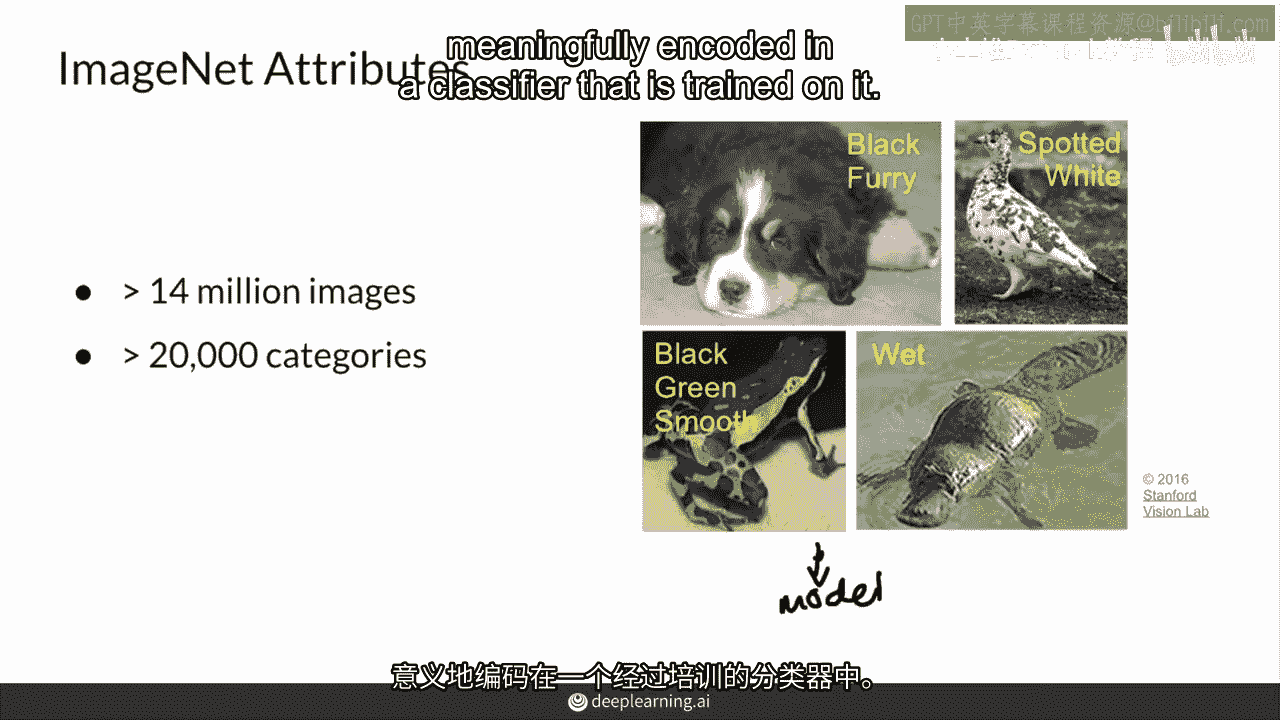 GPT中英字幕课程资源@bilibili.com
meaningfully encoded in
a classifier that is trained on it.
ImageNet Attributes
● > 14 million images
● > 20,000 categories
Black
Furry
Spotted
White
Black
Green
Smooth
Wet
© 2016
Stanford
Vision Lab
model
意义地编码在一个经过培训的分类器中。
deeplearning.ai